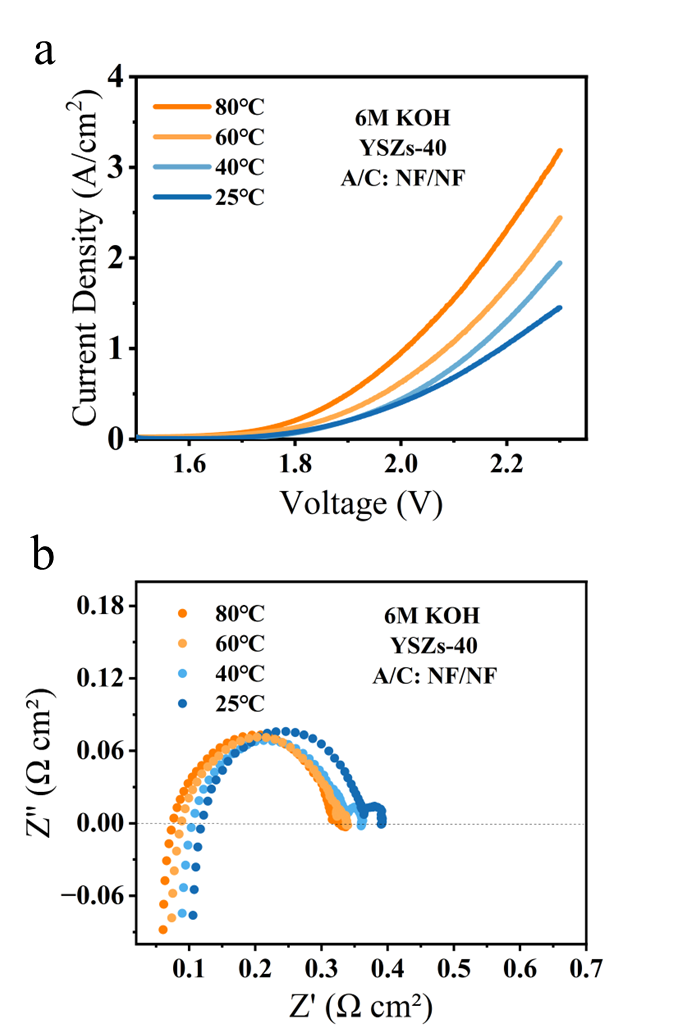 a
4
3
2
1
0
Current Density (A/cm²)
80°C
60°C
40°C
25°C
6M KOH
YSZs-40
A/C: NF/NF
1.6 1.8 2.0 2.2
Voltage (V)
b
0.18
0.12
0.06
0.00
−0.06
Z" (Ω cm²)
80°C
60°C
40°C
25°C
6M KOH
YSZs-40
A/C: NF/NF
0.1 0.2 0.3 0.4 0.5 0.6 0.7
Z' (Ω cm²)